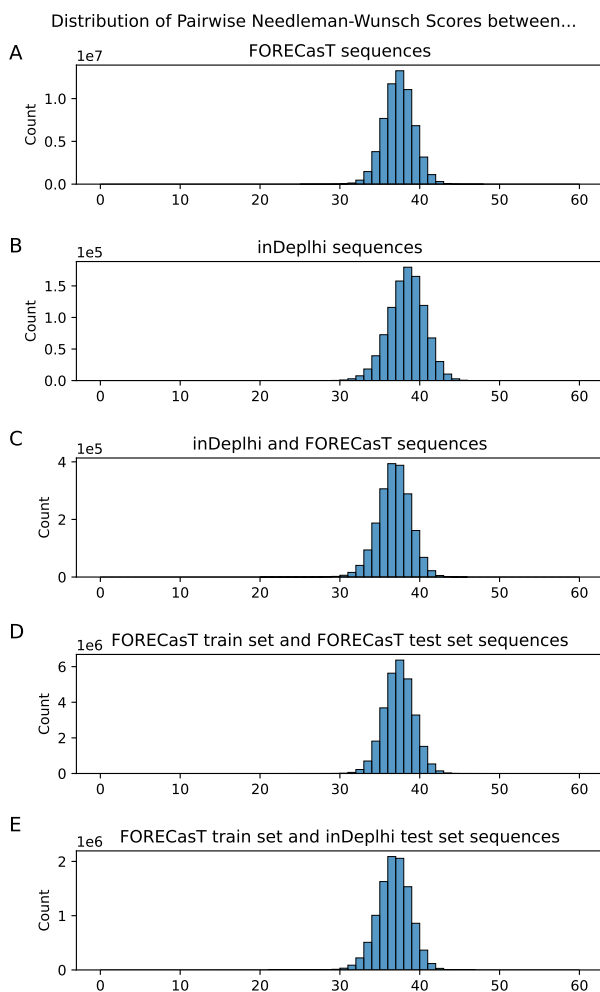 Distribution of Pairwise Needleman-Wunsch Scores between...
A
1e7
FORECasT sequences
Count
1.0
0.5
0.0
0 10 20 30 40 50 60
B
1e5
inDeplhi sequences
Count
1.5
1.0
0.5
0.0
0 10 20 30 40 50 60
C
1e5
inDeplhi and FORECasT sequences
Count
4
2
0
0 10 20 30 40 50 60
D
1e6
FORECasT train set and FORECasT test set sequences
Count
6
4
2
0
0 10 20 30 40 50 60
E
1e6
FORECasT train set and inDeplhi test set sequences
Count
2
1
0
0 10 20 30 40 50 60